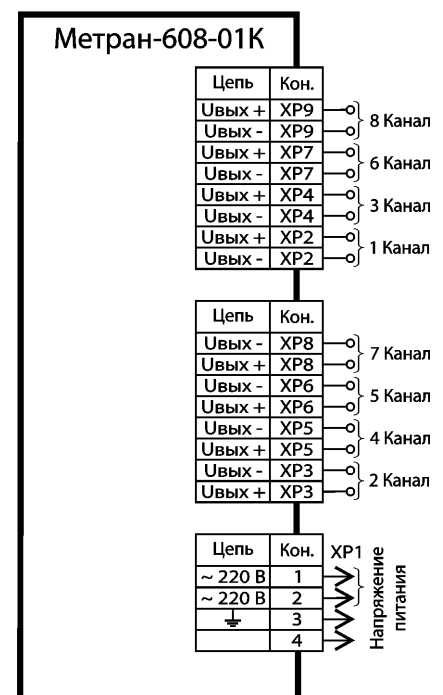 Метран-608-01К
Цепь Кон.
Uвых + XP9
Uвых - XP9
8 Канал
Uвых + XP7
Uвых - XP7
6 Канал
Uвых + XP4
Uвых - XP4
3 Канал
Uвых + XP2
Uвых - XP2
1 Канал
Цепь Кон.
Uвых - XP8
Uвых + XP8
7 Канал
Uвых - XP6
Uвых + XP6
5 Канал
Uвых - XP5
Uвых + XP5
4 Канал
Uвых - XP3
Uвых + XP3
2 Канал
Цепь Кон. XP1
~ 220 В 1
~ 220 В 2
3
4
Напряжение
питания